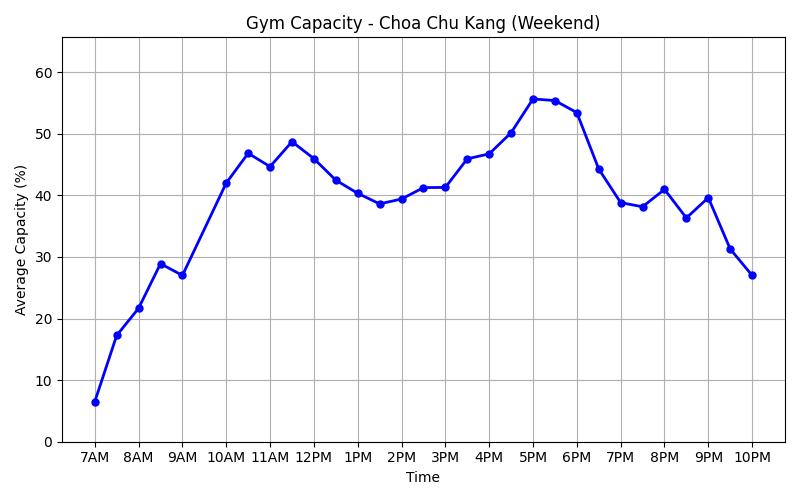 Gym Capacity - Choa Chu Kang (Weekend)
60
50
40
30
20
10
0
Average Capacity (%)
7AM 8AM 9AM 10AM 11AM 12PM 1PM 2PM 3PM 4PM 5PM 6PM 7PM 8PM 9PM 10PM
Time